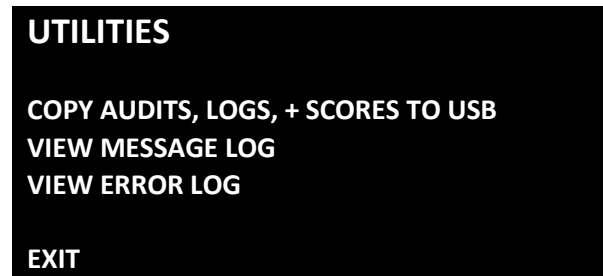 UTILITIES
COPY AUDITS, LOGS, + SCORES TO USB
VIEW MESSAGE LOG
VIEW ERROR LOG
EXIT